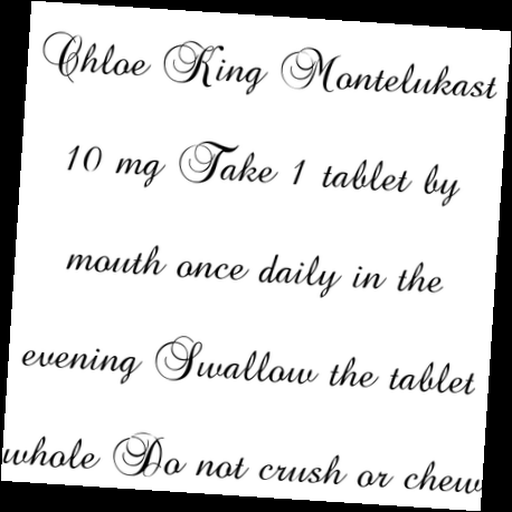 Chloe King Montelukast
10 mg Take 1 tablet by
mouth once daily in the
evening Swallow the tablet
whole Do not crush or chew